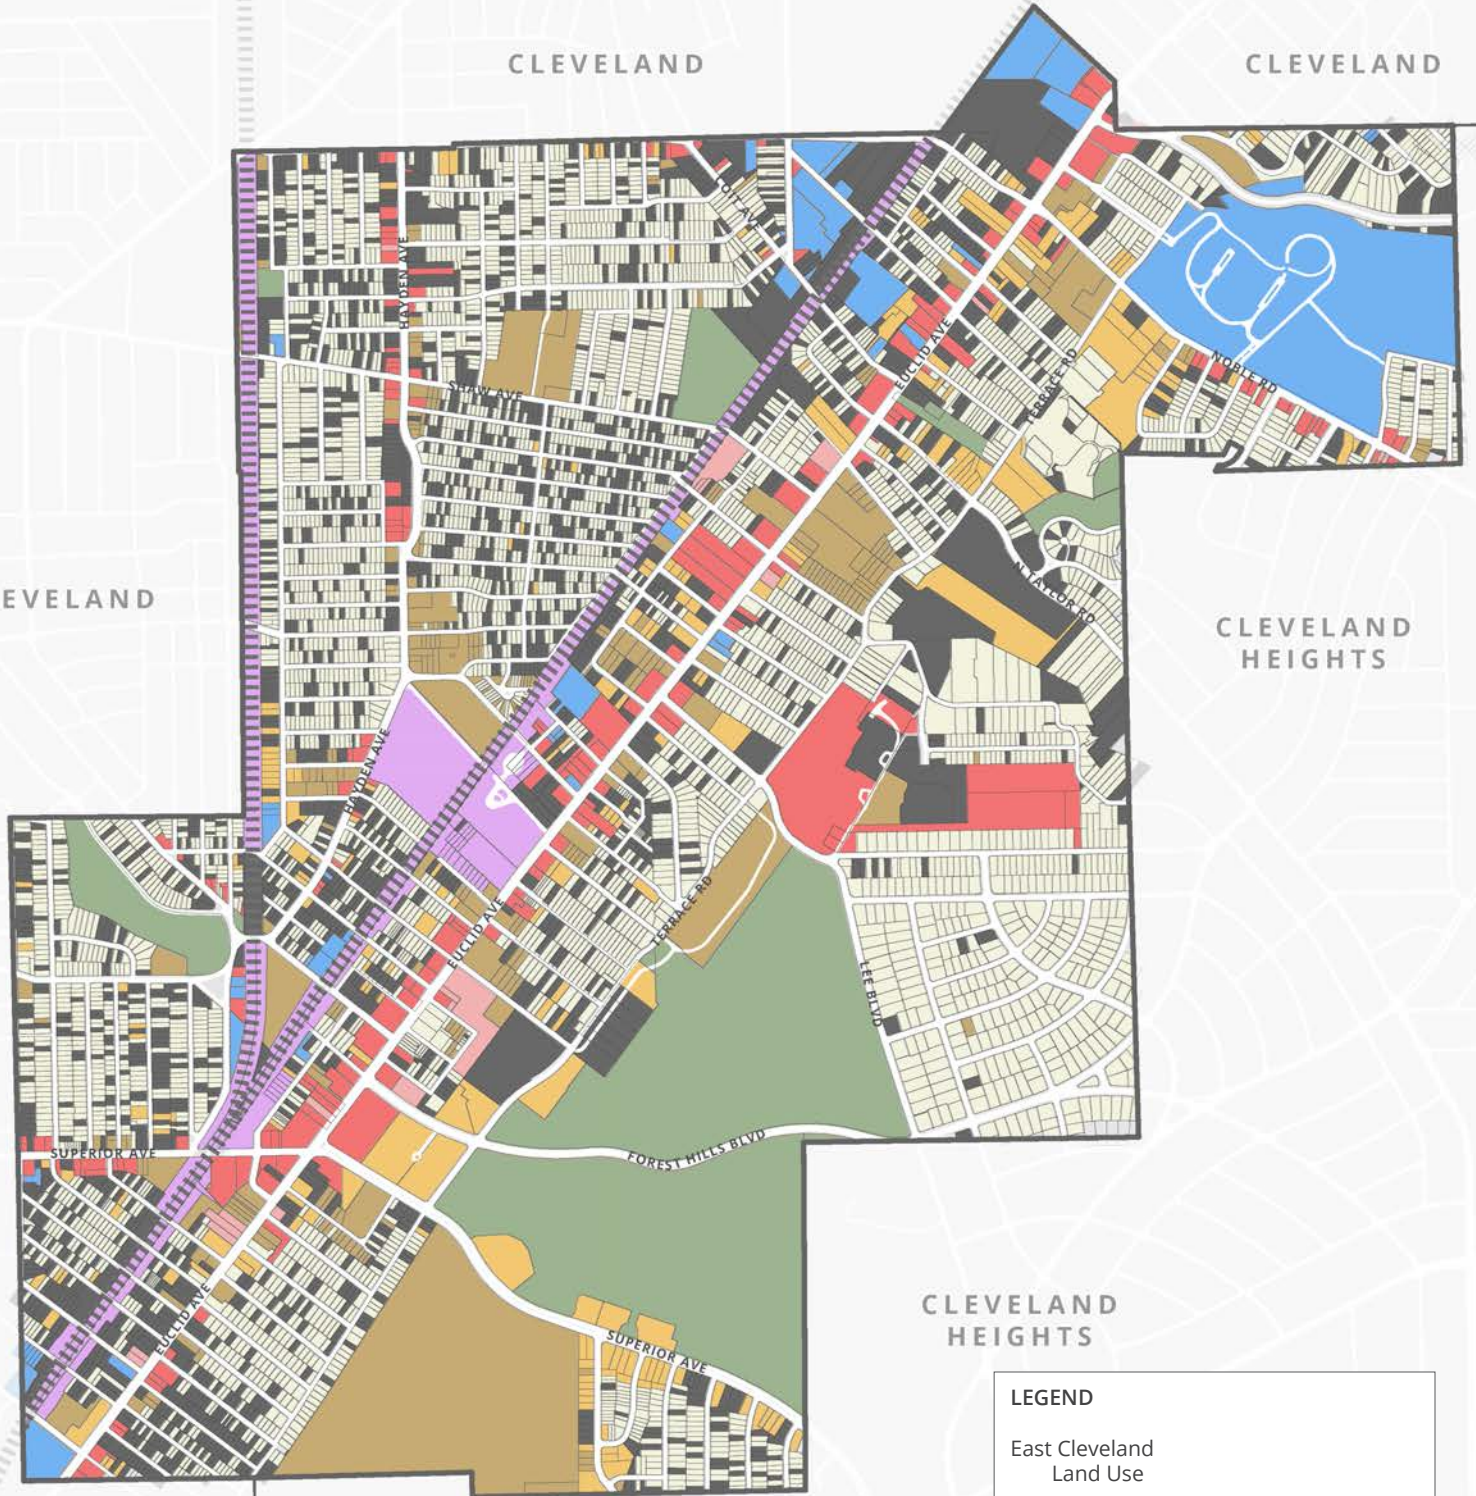 CLEVELAND
CLEVELAND
HAYDEN AVE
EUCLID AVE
NOBLE RD
TERRACE RD
SHAW AVE
N TAYLOR RD
EVELAND
CLEVELAND
HEIGHTS
HAYDEN AVE
EUCLID AVE
TERRACE RD
LEE BLVD
SUPERIOR AVE
FOREST HILLS BLVD
EUCLID AVE
SUPERIOR AVE
CLEVELAND
HEIGHTS
LEGEND
East Cleveland
Land Use